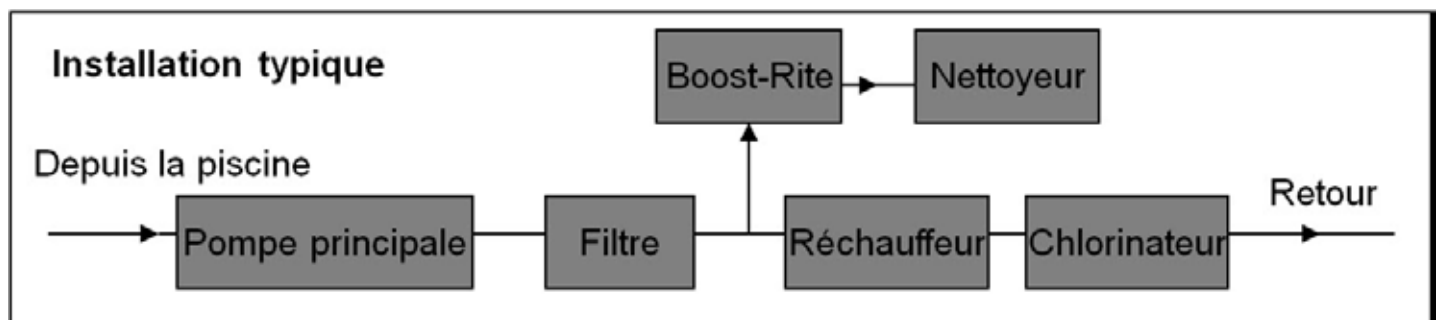 Installation typique
Boost-Rite
Nettoyeur
Depuis la piscine
Retour
Pompe principale
Filtre
Réchauffeur
Chlorinateur